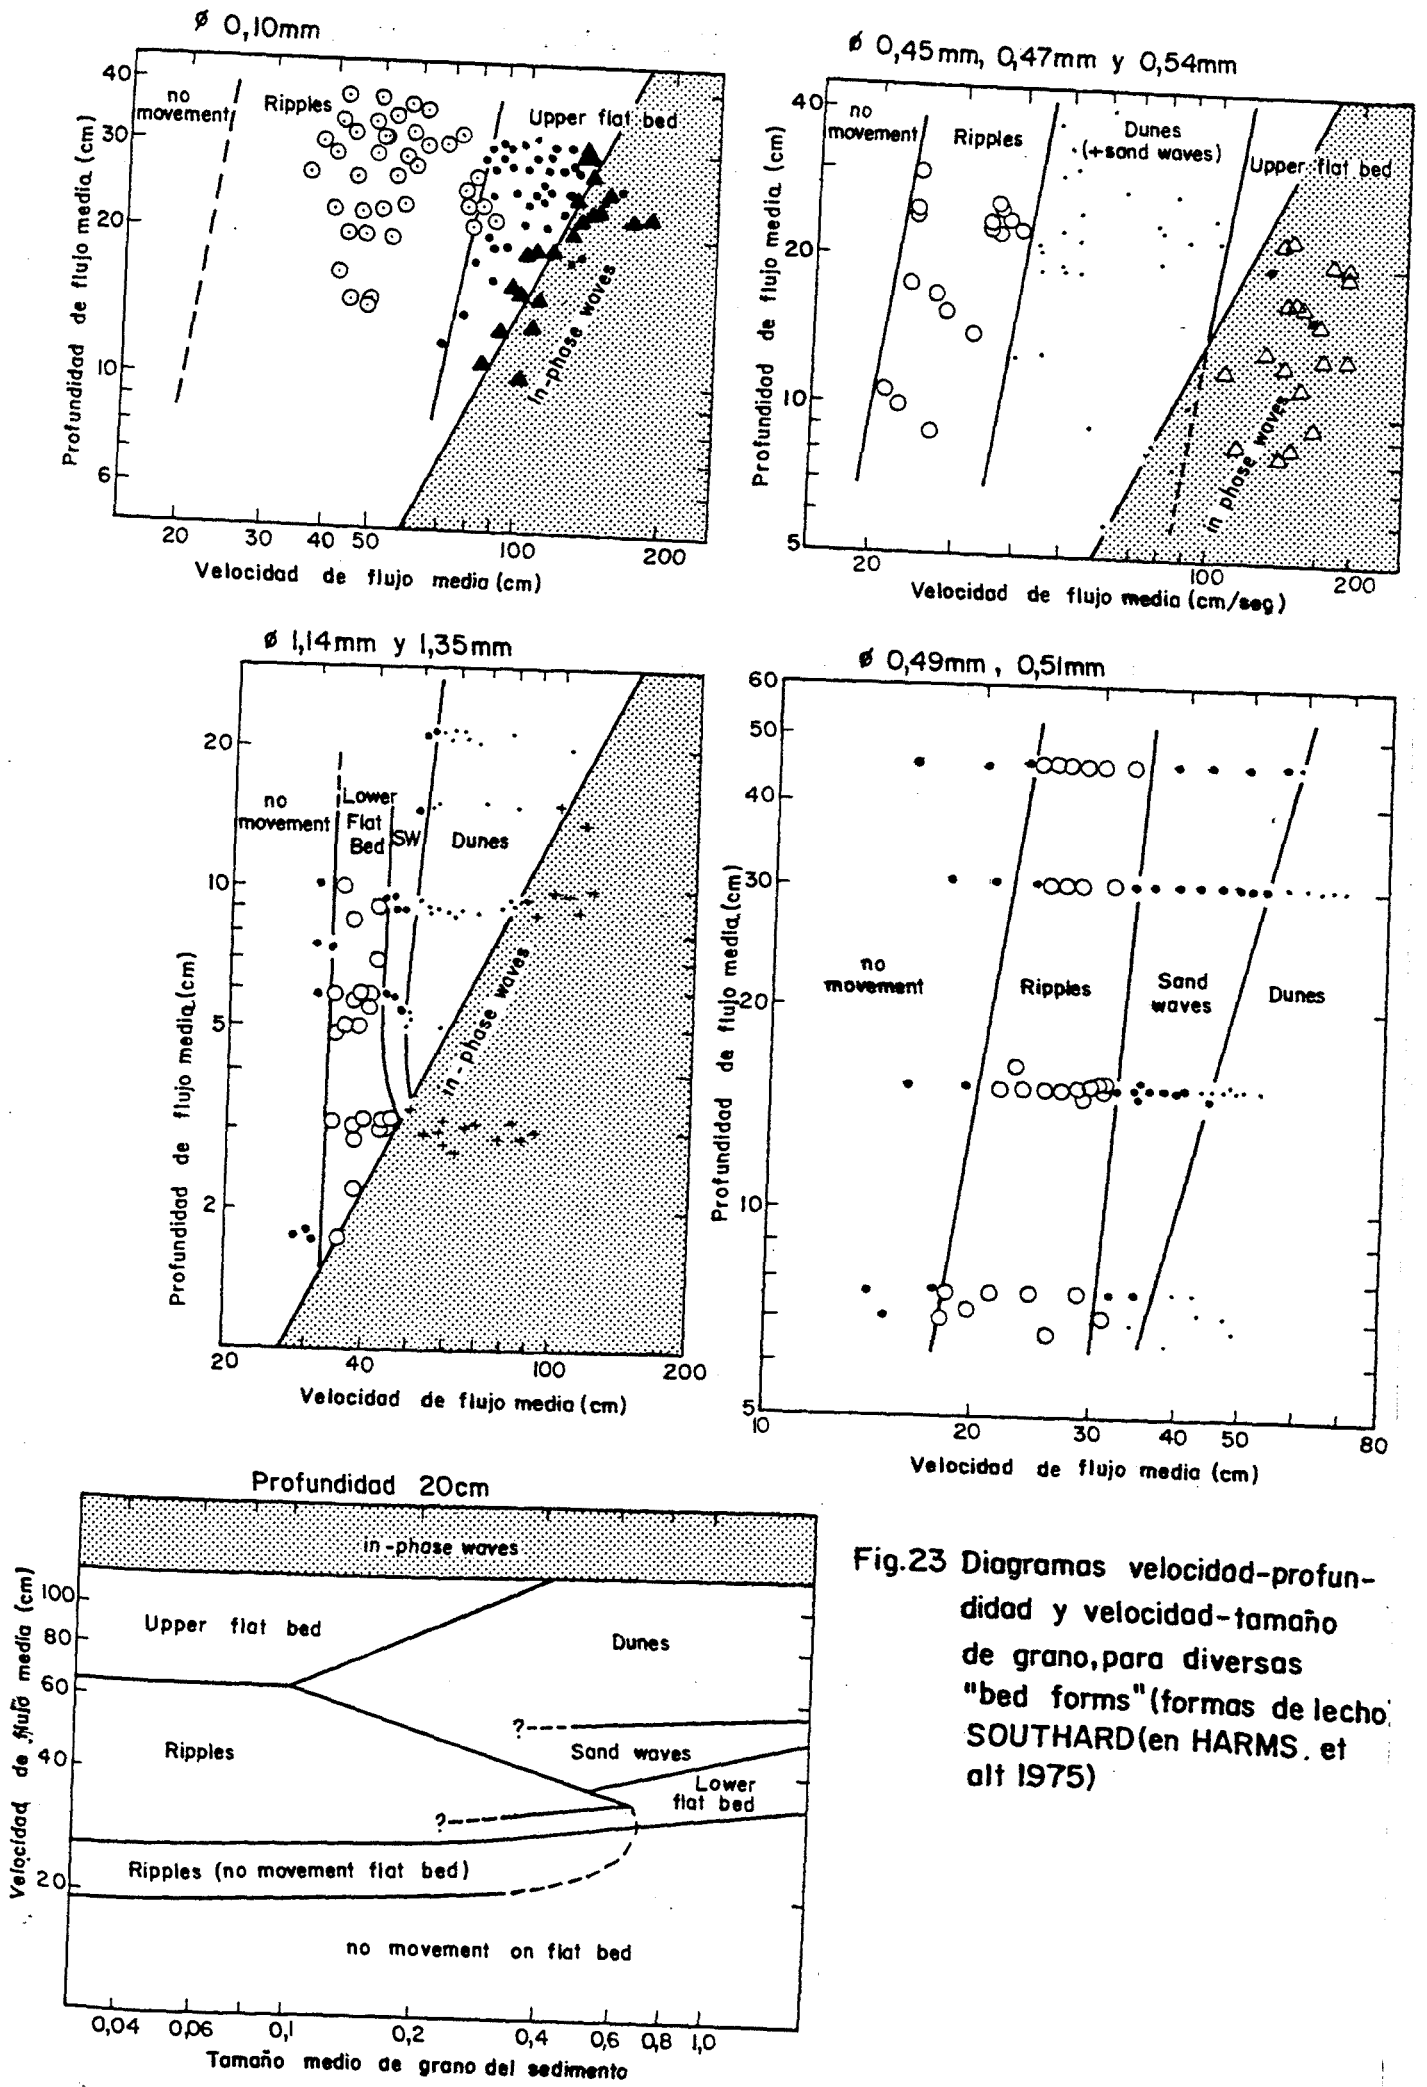 ø 0,10mm
40
30
20
10
6
Profundidad de flujo media (cm)
no
movement
Ripples
Upper flat bed
In-phase waves
20 30 40 50 100 200
Velocidad de flujo media (cm)
ø 0,45mm, 0,47mm y 0,54mm
40
20
10
5
Profundidad de flujo media (cm)
no
movement
Ripples
Dunes
(+sand waves)
Upper flat bed
in phase waves
20 100 200
Velocidad de flujo media (cm/seg)
ø 1,14mm y 1,35mm
20
10
5
2
Profundidad de flujo media (cm)
no
movement
Lower
Flat
Bed
SW
Dunes
in-phase waves
20 40 100 200
Velocidad de flujo media (cm)
ø 0,49mm, 0,51mm
60
50
40
30
20
10
5
Profundidad de flujo media (cm)
no
movement
Ripples
Sand
waves
Dunes
10 20 30 40 50 80
Velocidad de flujo media (cm)
Profundidad 20cm
100
80
60
40
20
Velocidad de flujo media (cm)
in-phase waves
Upper flat bed
Dunes
Ripples
?
Sand waves
Lower
flat bed
?
Ripples (no movement flat bed)
no movement on flat bed
0,04 0,06 0,1 0,2 0,4 0,6 0,8 1,0
Tamaño medio de grano del sedimento
Fig.23 Diagramas velocidad-profun-
didad y velocidad-tamaño
de grano, para diversas
"bed forms" (formas de lecho)
SOUTHARD (en HARMS. et
alt 1975)